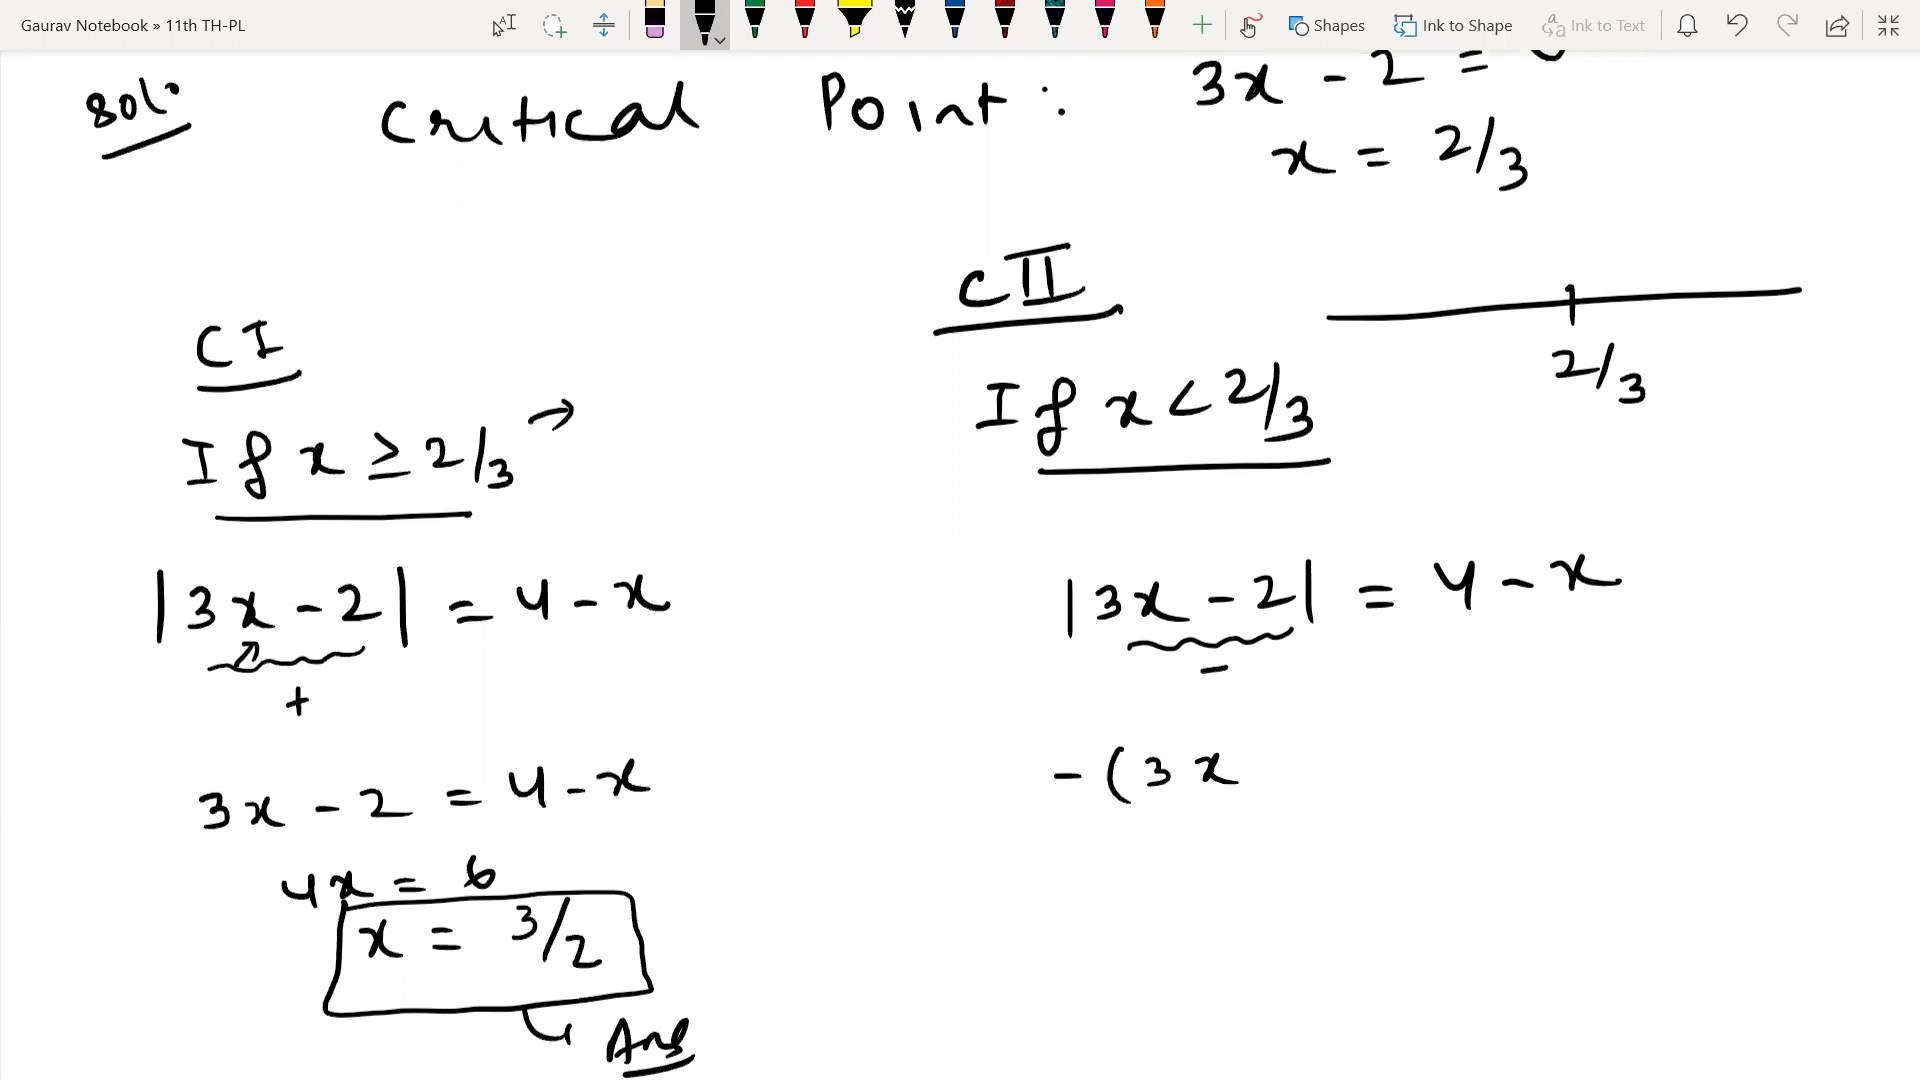 Gaurav Notebook » 11th TH-PL
Shapes
Ink to Shape
Ink to Text
Sol:
Critical Point :
3x - 2 =
x = 2/3
CI
If x ≥ 2/3 →
|3x - 2| = 4 - x
+
3x - 2 = 4 - x
4x = 6
x = 3/2
Ans
CII
2/3
If x < 2/3
|3x - 2| = 4 - x
-
- (3x